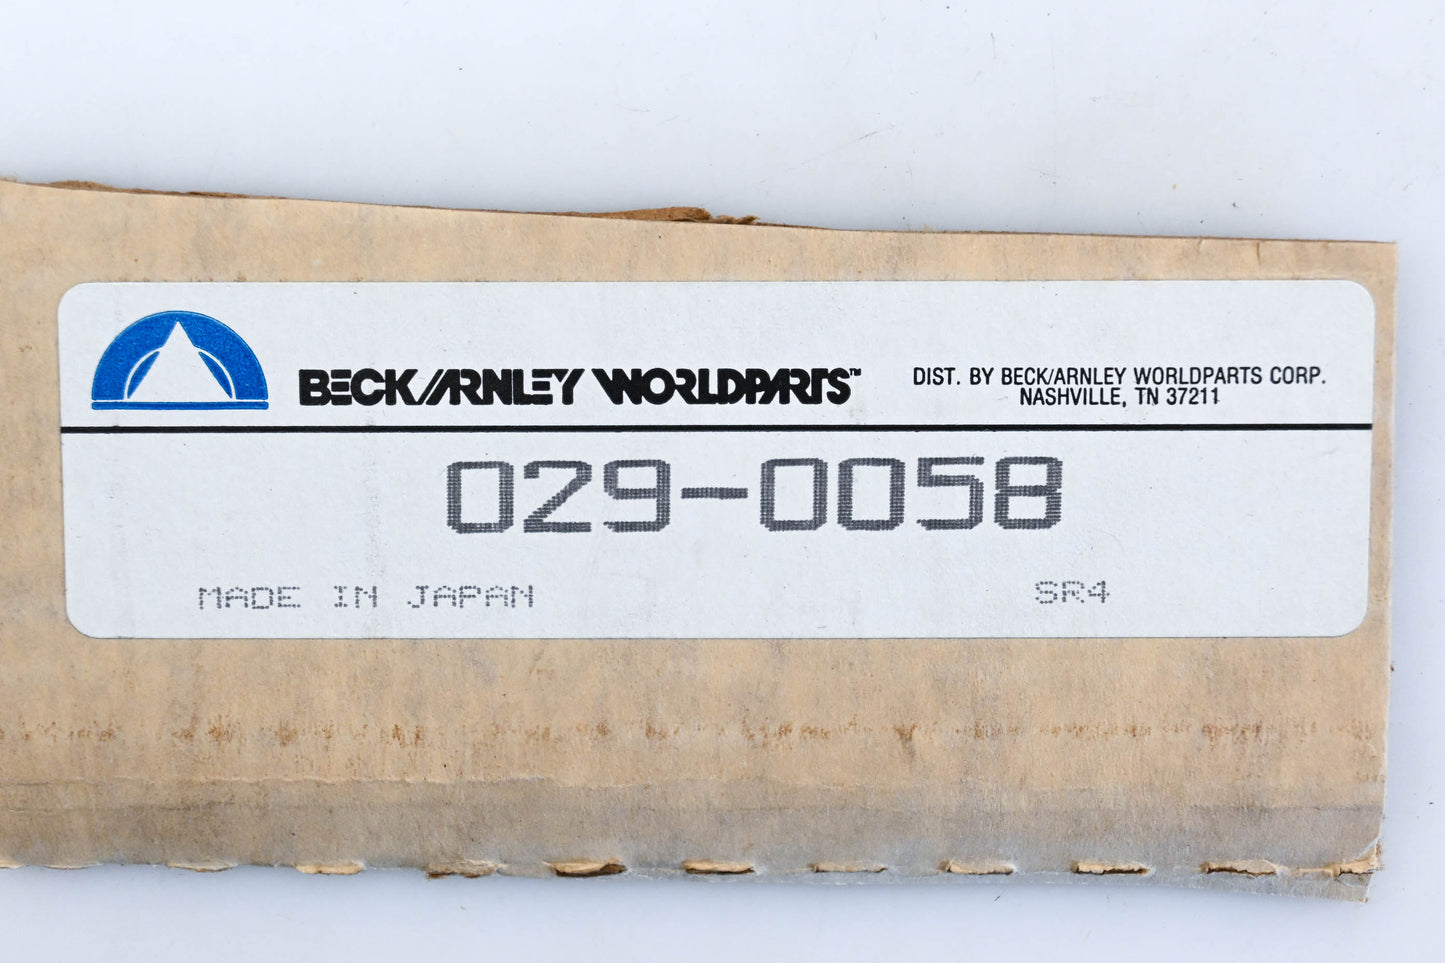 BECK/ARNLEY WORLDPARTS™
DIST. BY BECK/ARNLEY WORLDPARTS CORP.
NASHVILLE, TN 37211
029-0058
MADE IN JAPAN
SR4